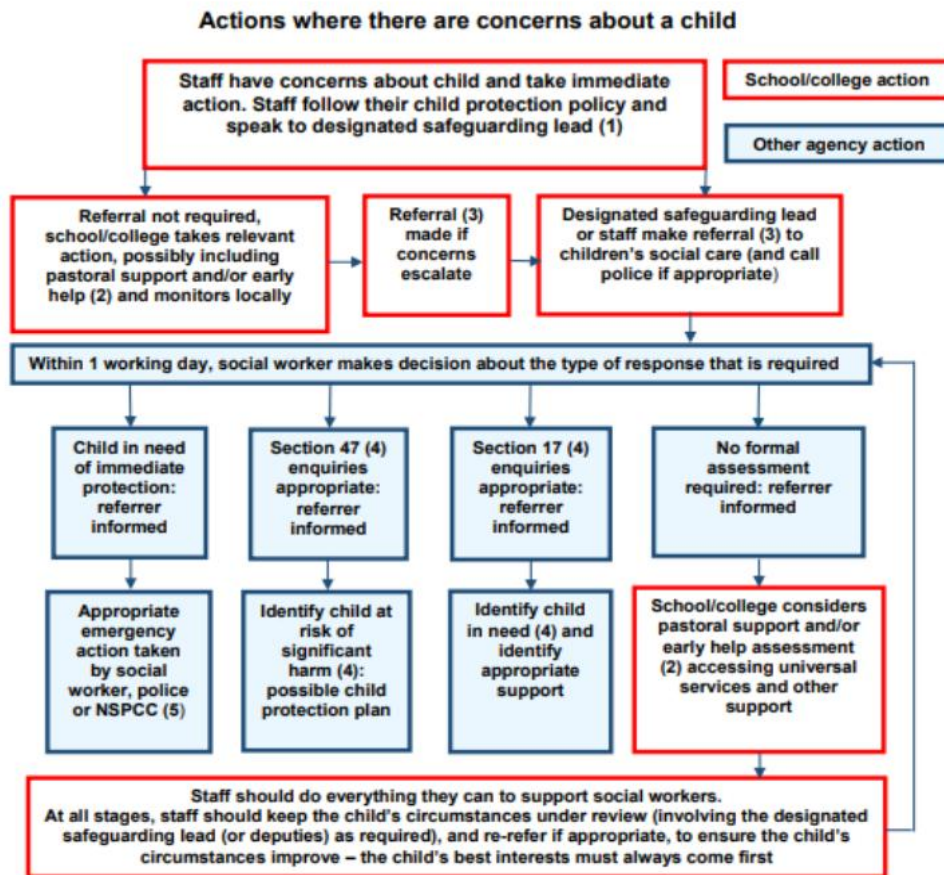 Actions where there are concerns about a child
Staff have concerns about child and take immediate
action. Staff follow their child protection policy and
speak to designated safeguarding lead (1)
School/college action
Other agency action
Referral not required,
school/college takes relevant
action, possibly including
pastoral support and/or early
help (2) and monitors locally
Referral (3)
made if
concerns
escalate
Designated safeguarding lead
or staff make referral (3) to
children’s social care (and call
police if appropriate)
Within 1 working day, social worker makes decision about the type of response that is required
Child in need
of immediate
protection:
referrer
informed
Section 47 (4)
enquiries
appropriate:
referrer
informed
Section 17 (4)
enquiries
appropriate:
referrer
informed
No formal
assessment
required: referrer
informed
Appropriate
emergency
action taken
by social
worker, police
or NSPCC (5)
Identify child at
risk of
significant
harm (4):
possible child
protection plan
Identify child
in need (4) and
identify
appropriate
support
School/college considers
pastoral support and/or
early help assessment
(2) accessing universal
services and other
support
Staff should do everything they can to support social workers.
At all stages, staff should keep the child’s circumstances under review (involving the designated
safeguarding lead (or deputies) as required), and re-refer if appropriate, to ensure the child’s
circumstances improve – the child’s best interests must always come first